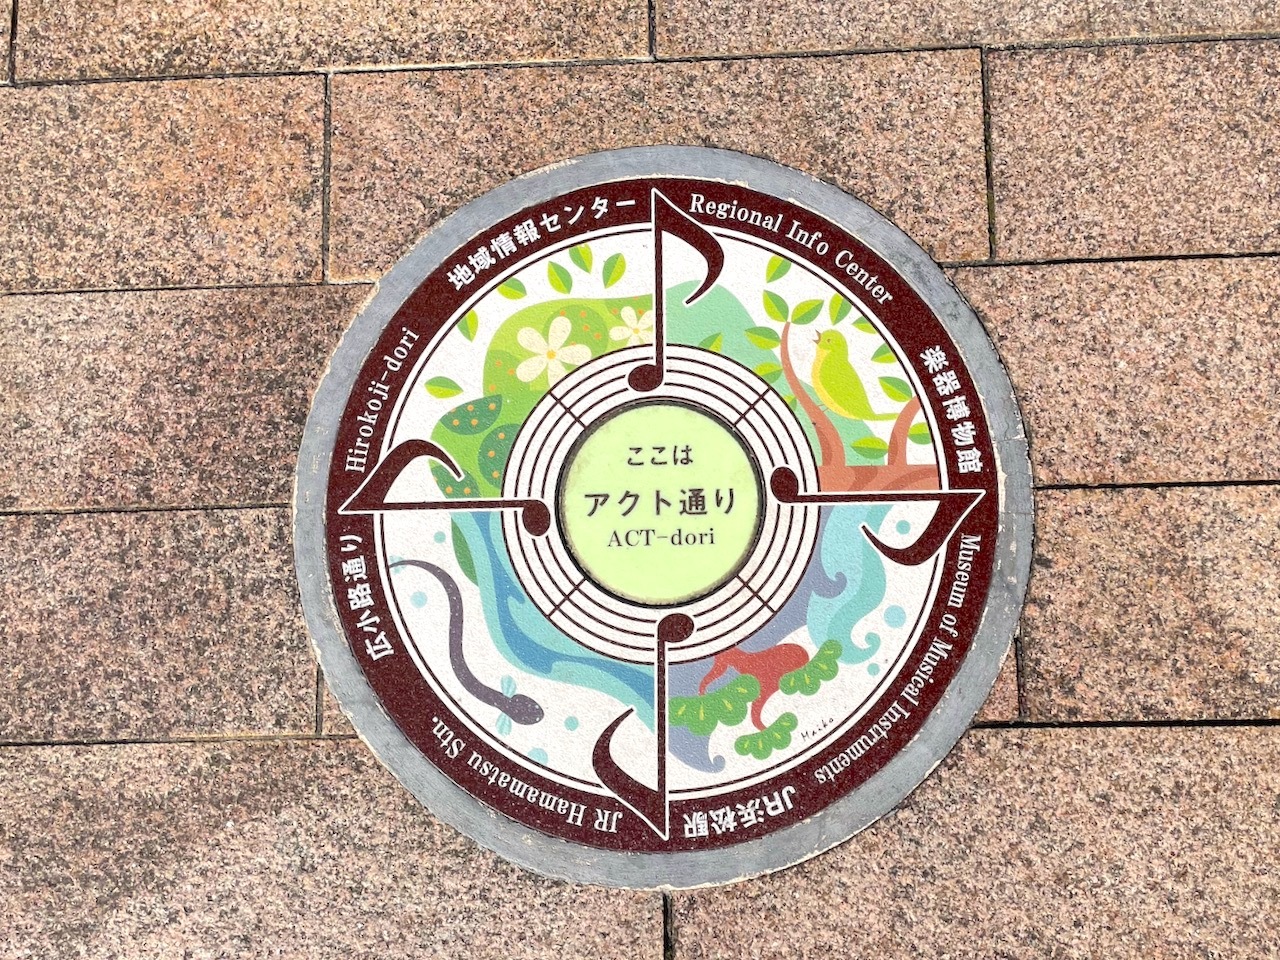 ここは
アクト通り
ACT-dori
地域情報センター
Regional Info Center
楽器博物館
Museum of Musical Instruments
JR浜松駅
JR Hamamatsu Stn.
広小路通り
Hirokoji-dori
Maiko